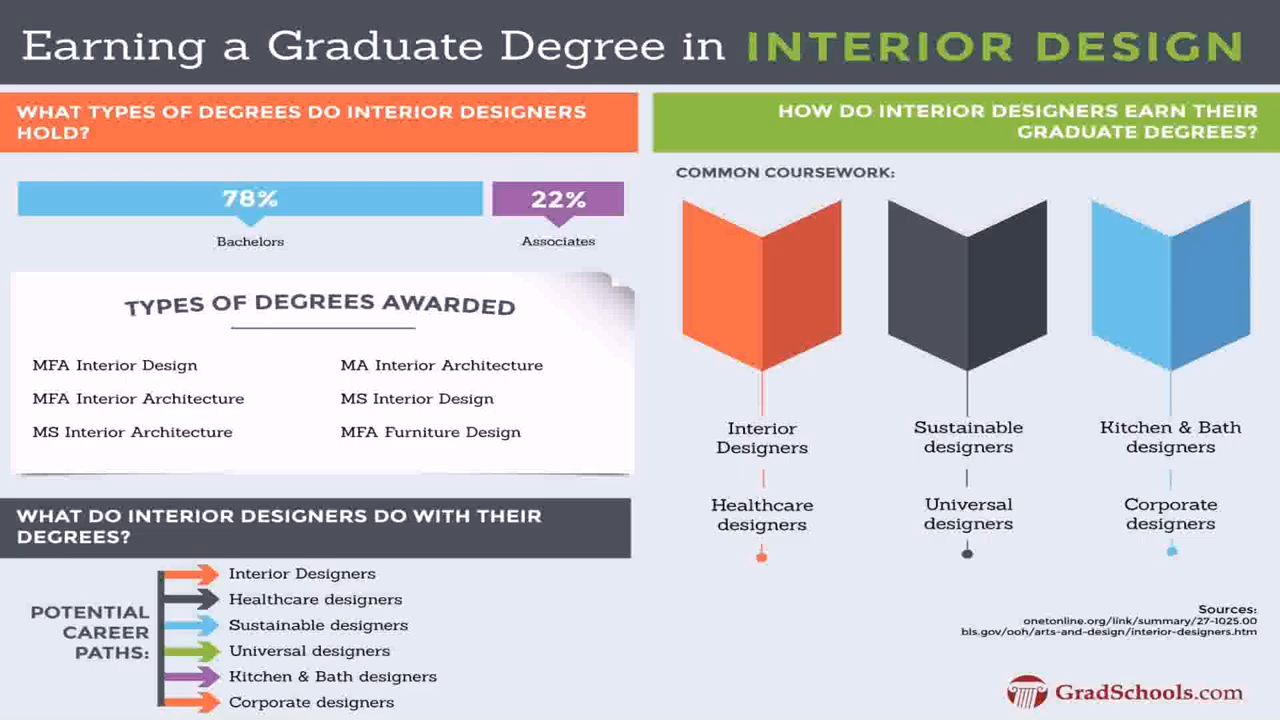 Earning a Graduate Degree in INTERIOR DESIGN
WHAT TYPES OF DEGREES DO INTERIOR DESIGNERS
HOLD?
78%
22%
Bachelors
Associates
TYPES OF DEGREES AWARDED
MFA Interior Design
MFA Interior Architecture
MS Interior Architecture
MA Interior Architecture
MS Interior Design
MFA Furniture Design
WHAT DO INTERIOR DESIGNERS DO WITH THEIR
DEGREES?
POTENTIAL
CAREER
PATHS:
Interior Designers
Healthcare designers
Sustainable designers
Universal designers
Kitchen & Bath designers
Corporate designers
HOW DO INTERIOR DESIGNERS EARN THEIR
GRADUATE DEGREES?
COMMON COURSEWORK:
Interior
Designers
Healthcare
designers
Sustainable
designers
Universal
designers
Kitchen & Bath
designers
Corporate
designers
Sources:
onetonline.org/link/summary/27-1025.00
bls.gov/ooh/arts-and-design/interior-designers.htm
GradSchools.com